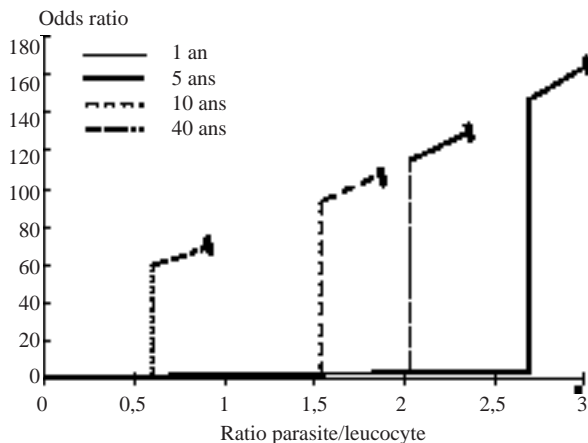 Odds ratio
180
160
140
120
100
80
60
40
20
0
1 an
5 ans
10 ans
40 ans
0 0,5 1 1,5 2 2,5 3
Ratio parasite/leucocyte